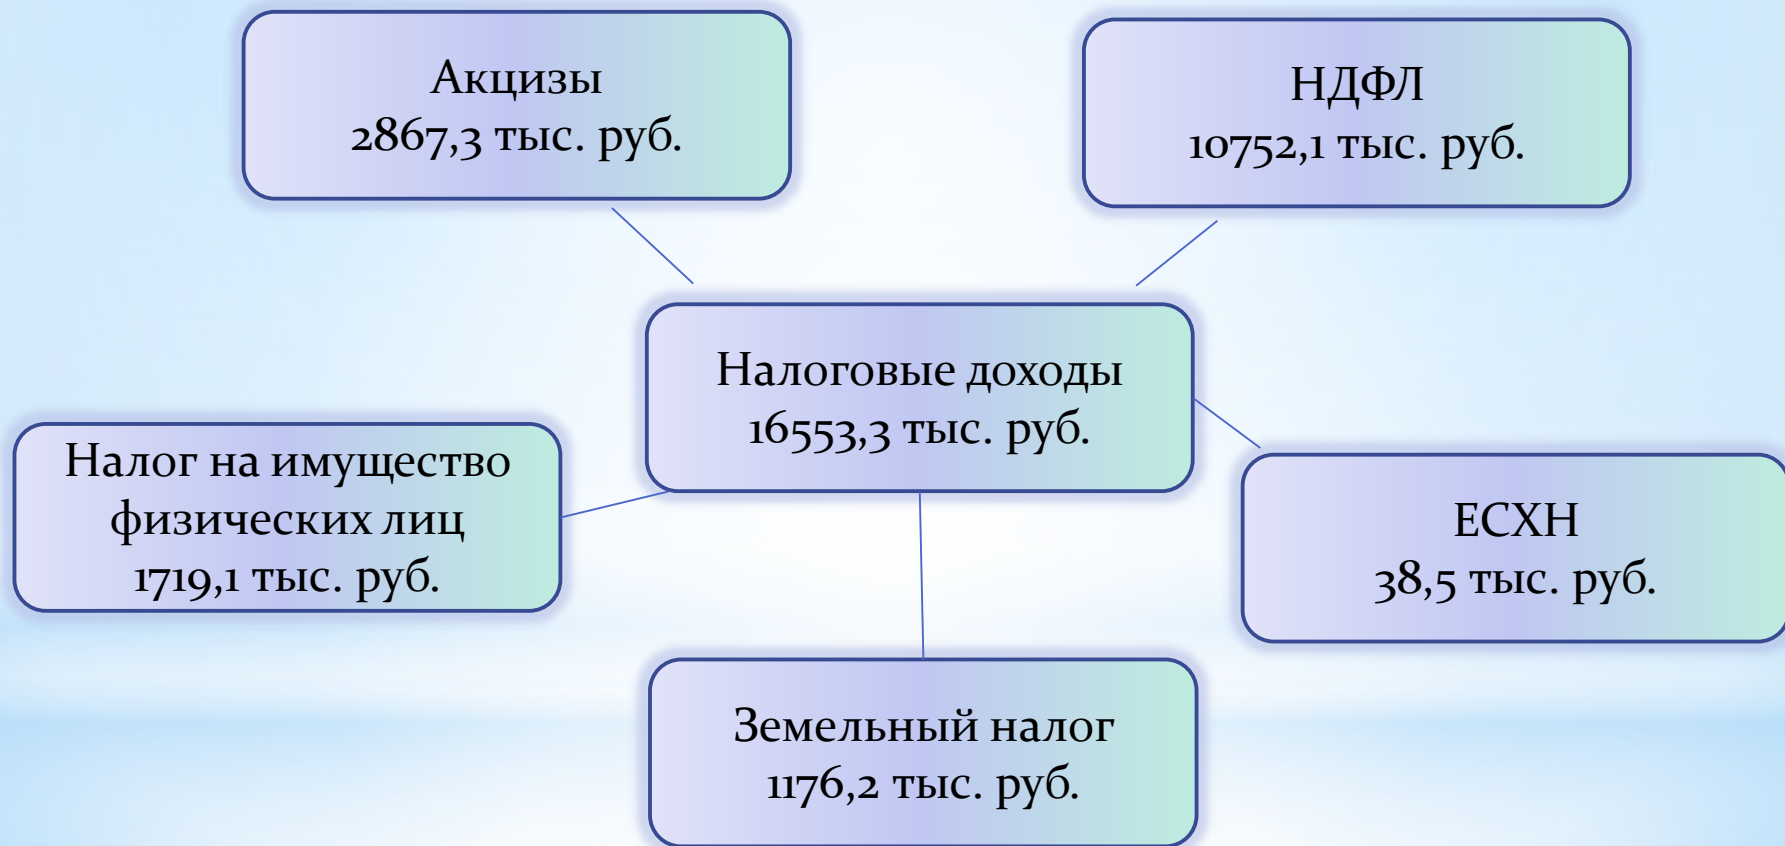 Акцизы
2867,3 тыс. руб.
НДФЛ
10752,1 тыс. руб.
Налоговые доходы
16553,3 тыс. руб.
Налог на имущество
физических лиц
1719,1 тыс. руб.
ЕСХН
38,5 тыс. руб.
Земельный налог
1176,2 тыс. руб.